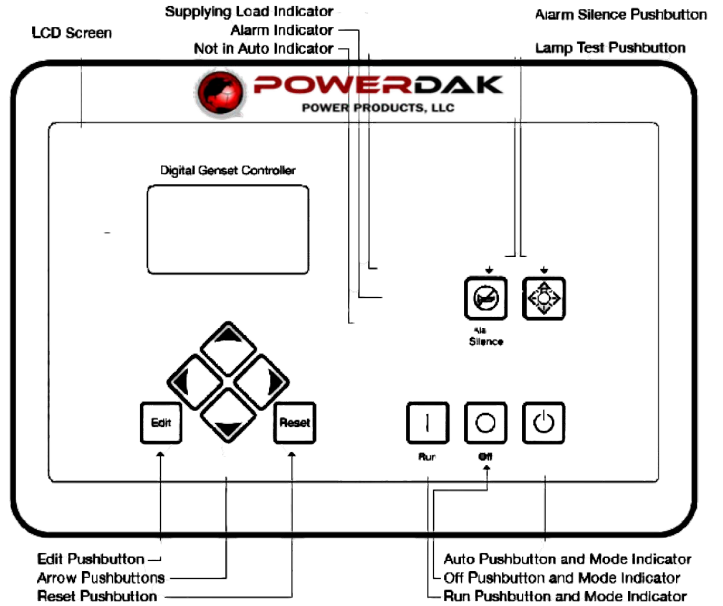 Supplying Load Indicator
Alarm Silence Pushbutton
LCD Screen
Alarm Indicator
Not in Auto Indicator
Lamp Test Pushbutton
POWERDAK
POWER PRODUCTS, LLC
Digital Genset Controller
Silence
Edit
Reset
Run
Off
Edit Pushbutton
Auto Pushbutton and Mode Indicator
Arrow Pushbuttons
Off Pushbutton and Mode Indicator
Reset Pushbutton
Run Pushbutton and Mode Indicator